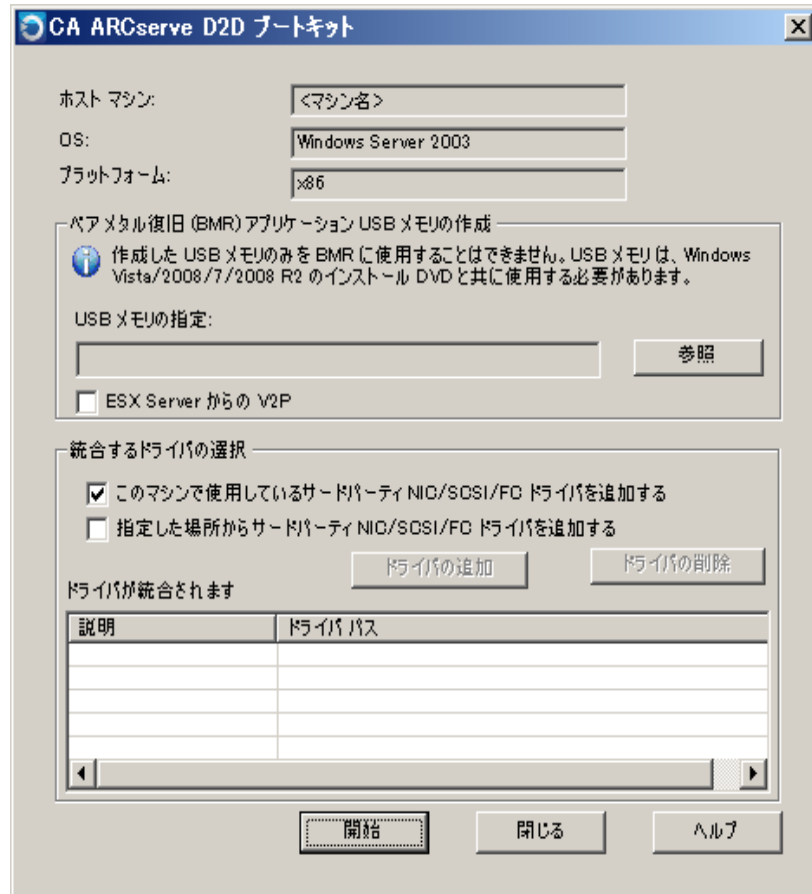 CA ARCserve D2D ブートキット
ホスト マシン:
<マシン名>
OS:
Windows Server 2003
プラットフォーム:
x86
ベアメタル復旧 (BMR) アプリケーション USB メモリの作成
作成した USB メモリのみを BMR に使用することはできません。USB メモリは、Windows
Vista/2008/7/2008 R2 のインストール DVD と共に使用する必要があります。
USB メモリの指定:
参照
ESX Server からの V2P
統合するドライバの選択
このマシンで使用しているサードパーティ NIC/SCSI/FC ドライバを追加する
指定した場所からサードパーティ NIC/SCSI/FC ドライバを追加する
ドライバの追加
ドライバの削除
ドライバが統合されます
説明
ドライバ パス
開始
閉じる
ヘルプ